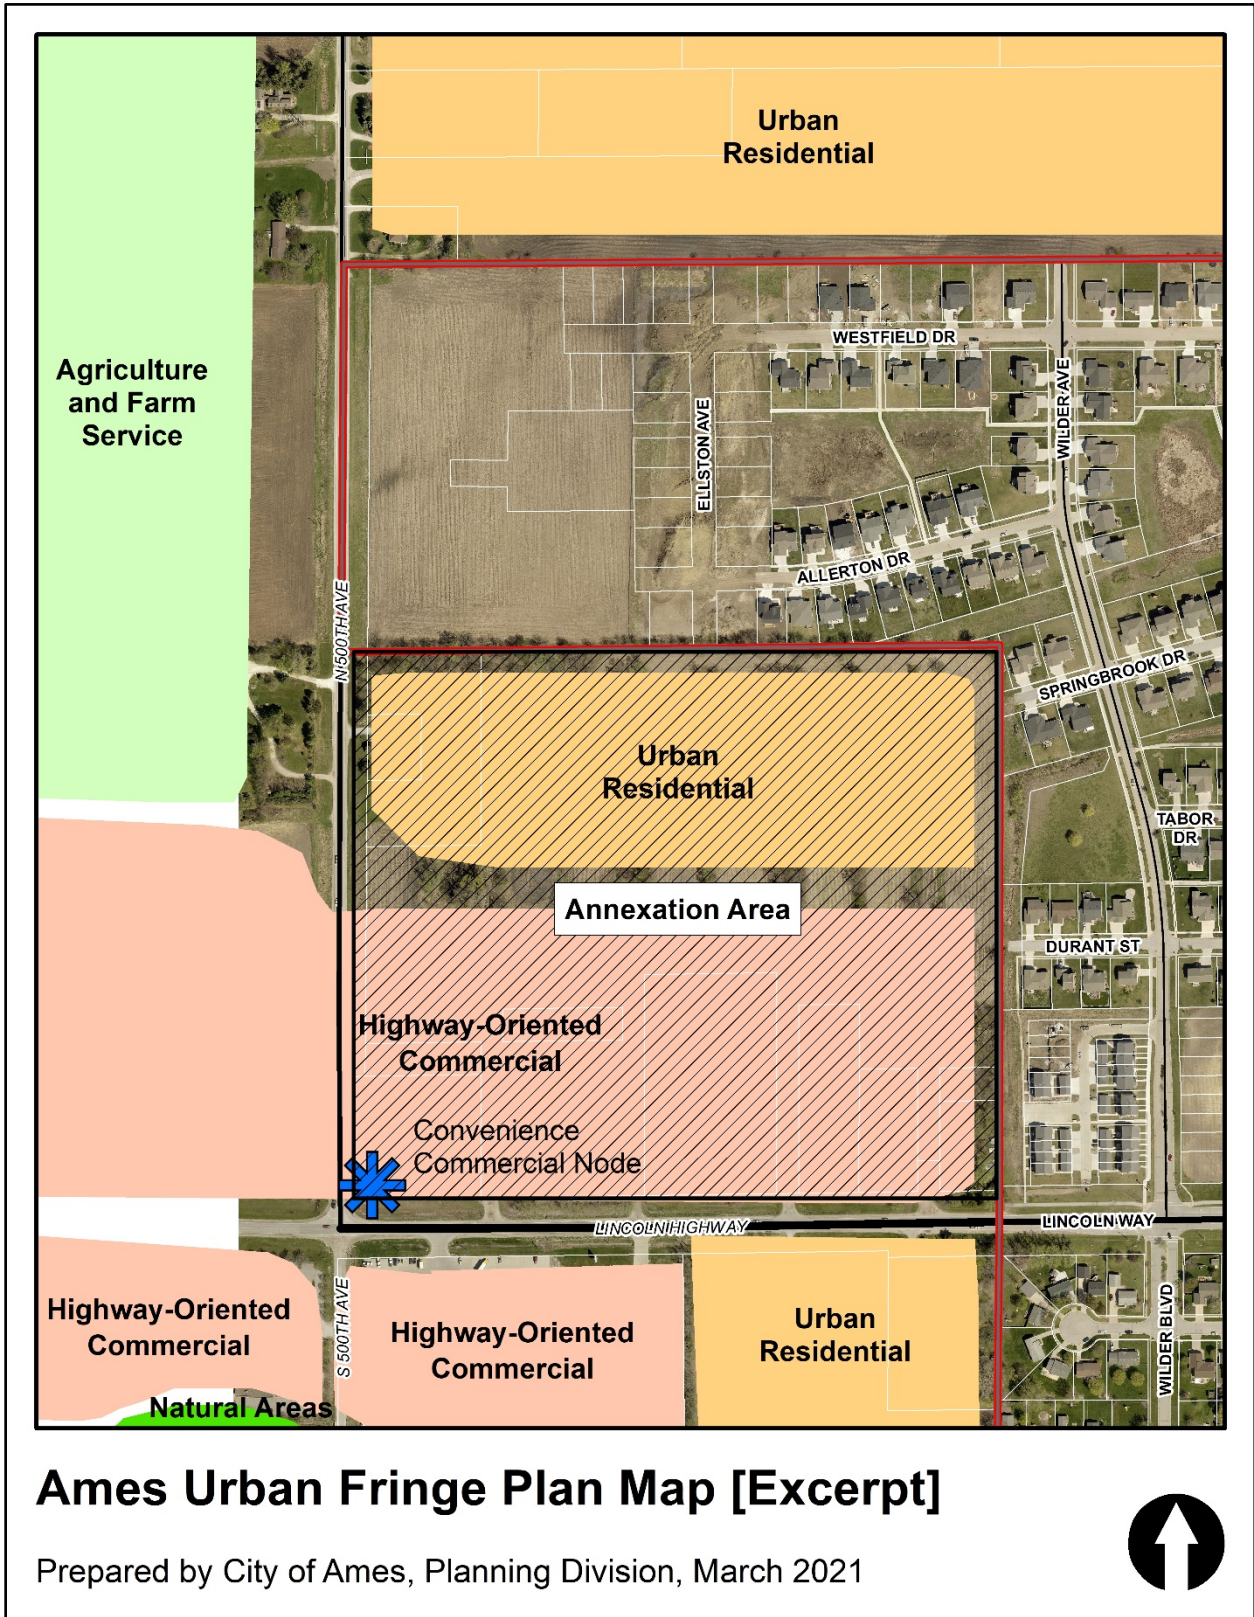 Urban
Residential
WESTFIELD DR
Agriculture
and Farm
Service
WILDER AVE
ELLSTON AVE
ALLERTON DR
N 500TH AVE
SPRINGBROOK DR
Urban
Residential
TABOR
DR
Annexation Area
DURANT ST
Highway-Oriented
Commercial
Convenience
Commercial Node
LINCOLN HIGHWAY
LINCOLN WAY
S 500TH AVE
Highway-Oriented
Commercial
Highway-Oriented
Commercial
Urban
Residential
WILDER BLVD
Natural Areas
Ames Urban Fringe Plan Map [Excerpt]
Prepared by City of Ames, Planning Division, March 2021